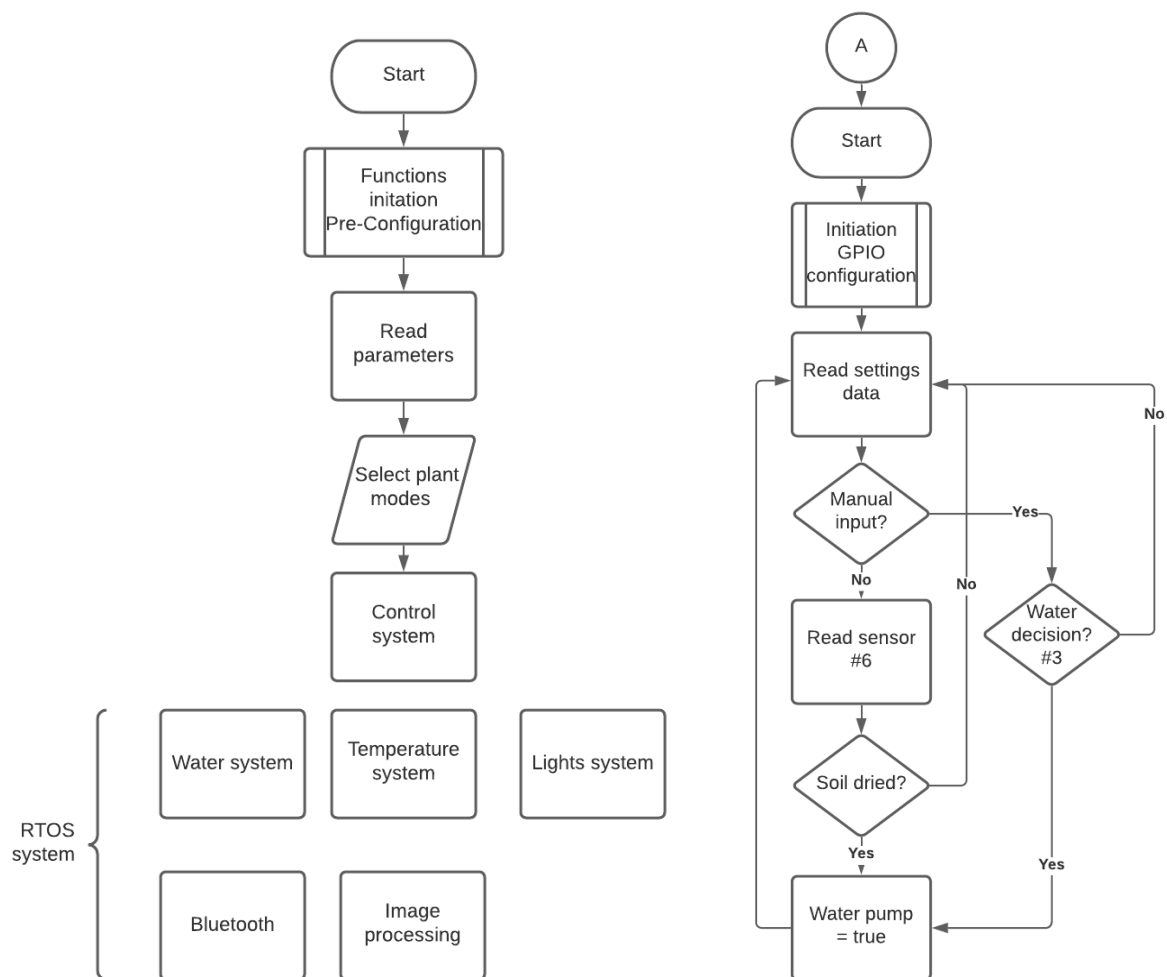 Start
Functions
initation
Pre-Configuration
Read
parameters
Select plant
modes
Control
system
RTOS
system
Water system
Temperature
system
Lights system
Bluetooth
Image
processing
A
Start
Initiation
GPIO
configuration
Read settings
data
No
Manual
input?
Yes
No
No
Water
decision?
#3
Read sensor
#6
Soil dried?
Yes
Yes
Water pump
= true